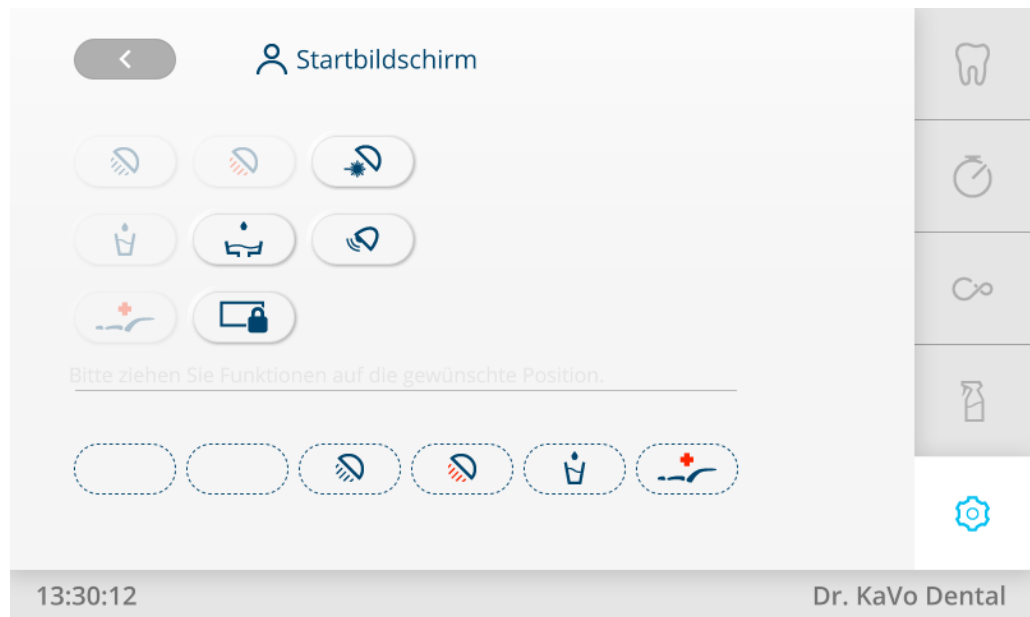 Startbildschirm
Bitte ziehen Sie Funktionen auf die gewünschte Position.
13:30:12
Dr. KaVo Dental